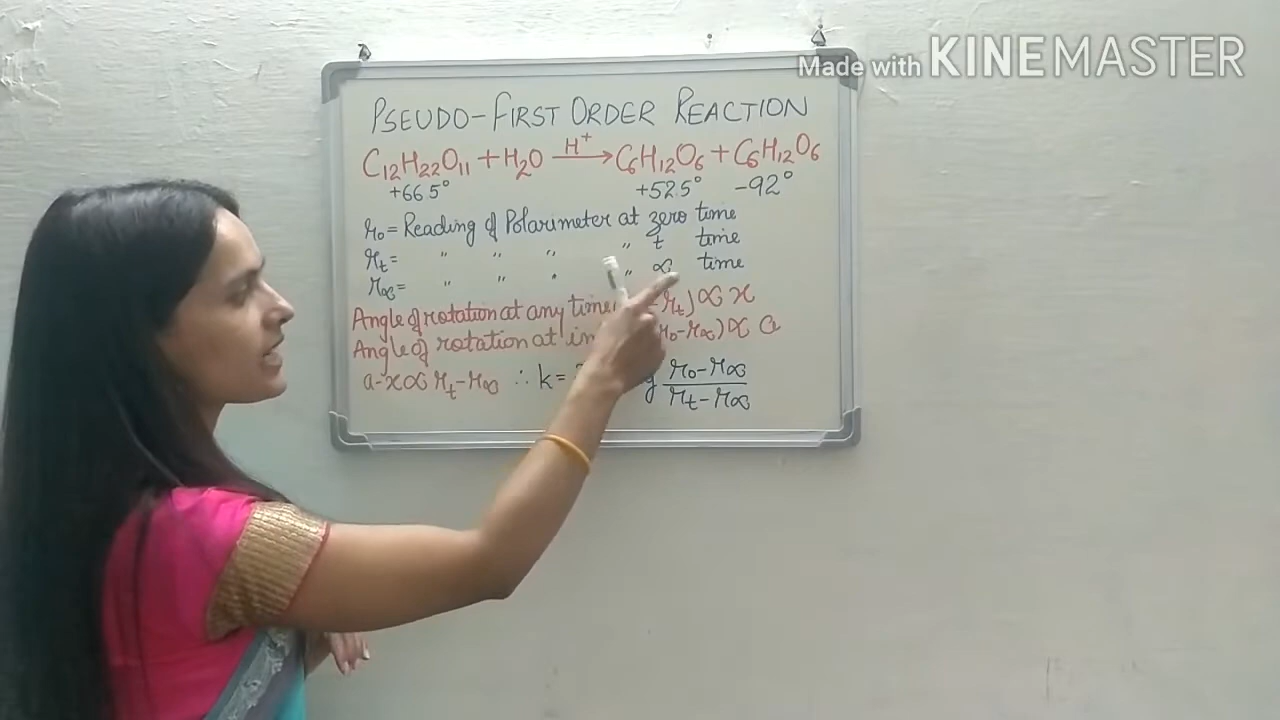 Made with KINEMASTER
PSEUDO-FIRST ORDER REACTION
C₁₂H₂₂O₁₁ + H₂O —H⁺→ C₆H₁₂O₆ + C₆H₁₂O₆
+66.5° +52.5° -92°
r₀ = Reading of Polarimeter at zero time
rₜ = " " " " t time
r∞ = " " " " ∞ time
Angle of rotation at any time - rₜ) ∝ x
Angle of rotation at r₀ - r∞) ∝ a
a-x ∝ rₜ - r∞ ∴ k = r₀ - r∞ / rₜ - r∞